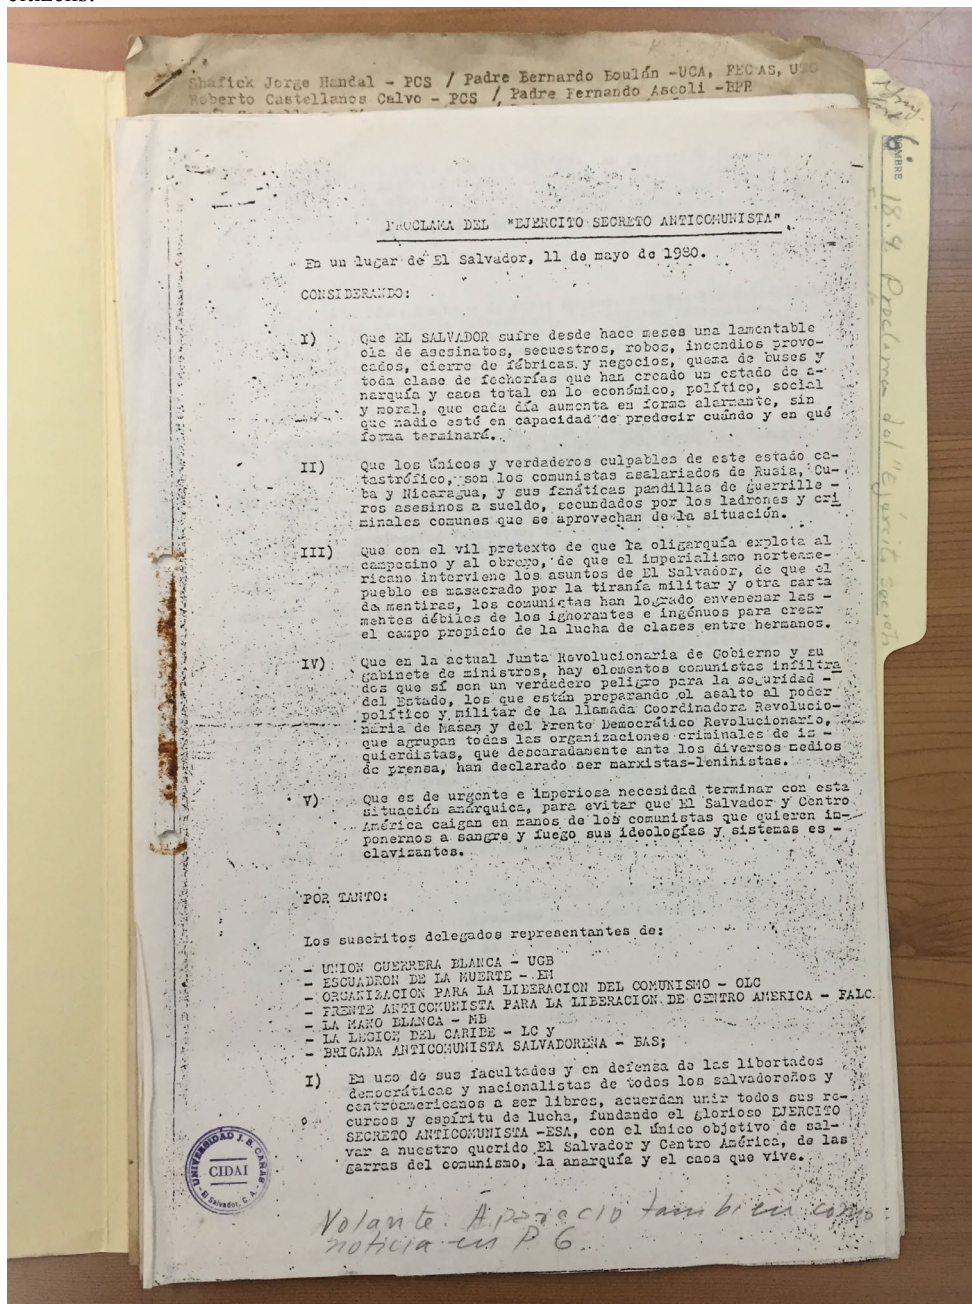 Shafick Jorge Handal - PCS / Padre Bernardo Boulán -UCA, FECAS, U
Roberto Castellanos Calvo - PCS / Padre Fernando Ascoli -BPR
NOMBRE
18.9. Proclama del "Ejército secreto
PROCLAMA DEL "EJERCITO SECRETO ANTICOMUNISTA"
En un lugar de El Salvador, 11 de mayo de 1980.
CONSIDERANDO:
I) Que EL SALVADOR sufre desde hace meses una lamentable
ola de asesinatos, secuestros, robos, incendios provo-
cados, cierre de fábricas y negocios, quema de buses y
toda clase de fechorías que han creado un estado de a-
narquía y caos total en lo económico, político, social
y moral, que cada día aumenta en forma alarmante, sin
que nadie esté en capacidad de predecir cuándo y en qué
forma terminará.
II) Que los únicos y verdaderos culpables de este estado ca-
tastrófico, son los comunistas asalariados de Rusia, Cu-
ba y Nicaragua, y sus fanáticas pandillas de guerrille -
ros asesinos a sueldo, secundados por los ladrones y cri
minales comunes que se aprovechan de la situación.
III) Que con el vil pretexto de que la oligarquía explota al
campesino y al obrero, de que el imperialismo norteame-
ricano interviene los asuntos de El Salvador, de que el
pueblo es masacrado por la tiranía militar y otra sarta
de mentiras, los comunistas han logrado envenenar las -
mentes débiles de los ignorantes e ingénuos para crear
el campo propicio de la lucha de clases entre hermanos.
IV) Que en la actual Junta Revolucionaria de Gobierno y su
gabinete de ministros, hay elementos comunistas infiltra
dos que sí son un verdadero peligro para la seguridad -
del Estado, los que están preparando el asalto al poder
político y militar de la llamada Coordinadora Revolucio-
naria de Masas y del Frente Democrático Revolucionario,
que agrupan todas las organizaciones criminales de iz -
quierdistas, que descaradamente ante los diversos medios
de prensa, han declarado ser marxistas-leninistas.
V) Que es de urgente e imperiosa necesidad terminar con esta
situación anárquica, para evitar que El Salvador y Centro
América caigan en manos de los comunistas que quieren im-
ponernos a sangre y fuego sus ideologías y sistemas es -
clavizantes.
POR TANTO:
Los suscritos delegados representantes de:
- UNION GUERRERA BLANCA - UGB
- ESCUADRON DE LA MUERTE - EM
- ORGANIZACION PARA LA LIBERACION DEL COMUNISMO - OLC
- FRENTE ANTICOMUNISTA PARA LA LIBERACION DE CENTRO AMERICA - FALC
- LA MANO BLANCA - MB
- LA LEGION DEL CARIBE - LC y
- BRIGADA ANTICOMUNISTA SALVADOREÑA - BAS;
I) En uso de sus facultades y en defensa de las libertades
democráticas y nacionalistas de todos los salvadoreños y
centroamericanos a ser libres, acuerdan unir todos sus re-
cursos y espíritu de lucha, fundando el glorioso EJERCITO
SECRETO ANTICOMUNISTA -ESA, con el único objetivo de sal-
var a nuestro querido El Salvador y Centro América, de las
garras del comunismo, la anarquía y el caos que vive.
UNIVERSIDAD J. S. CAÑAS
CIDAI
El Salvador, C. A.
Volante. Apareció también como
noticia en P 6.